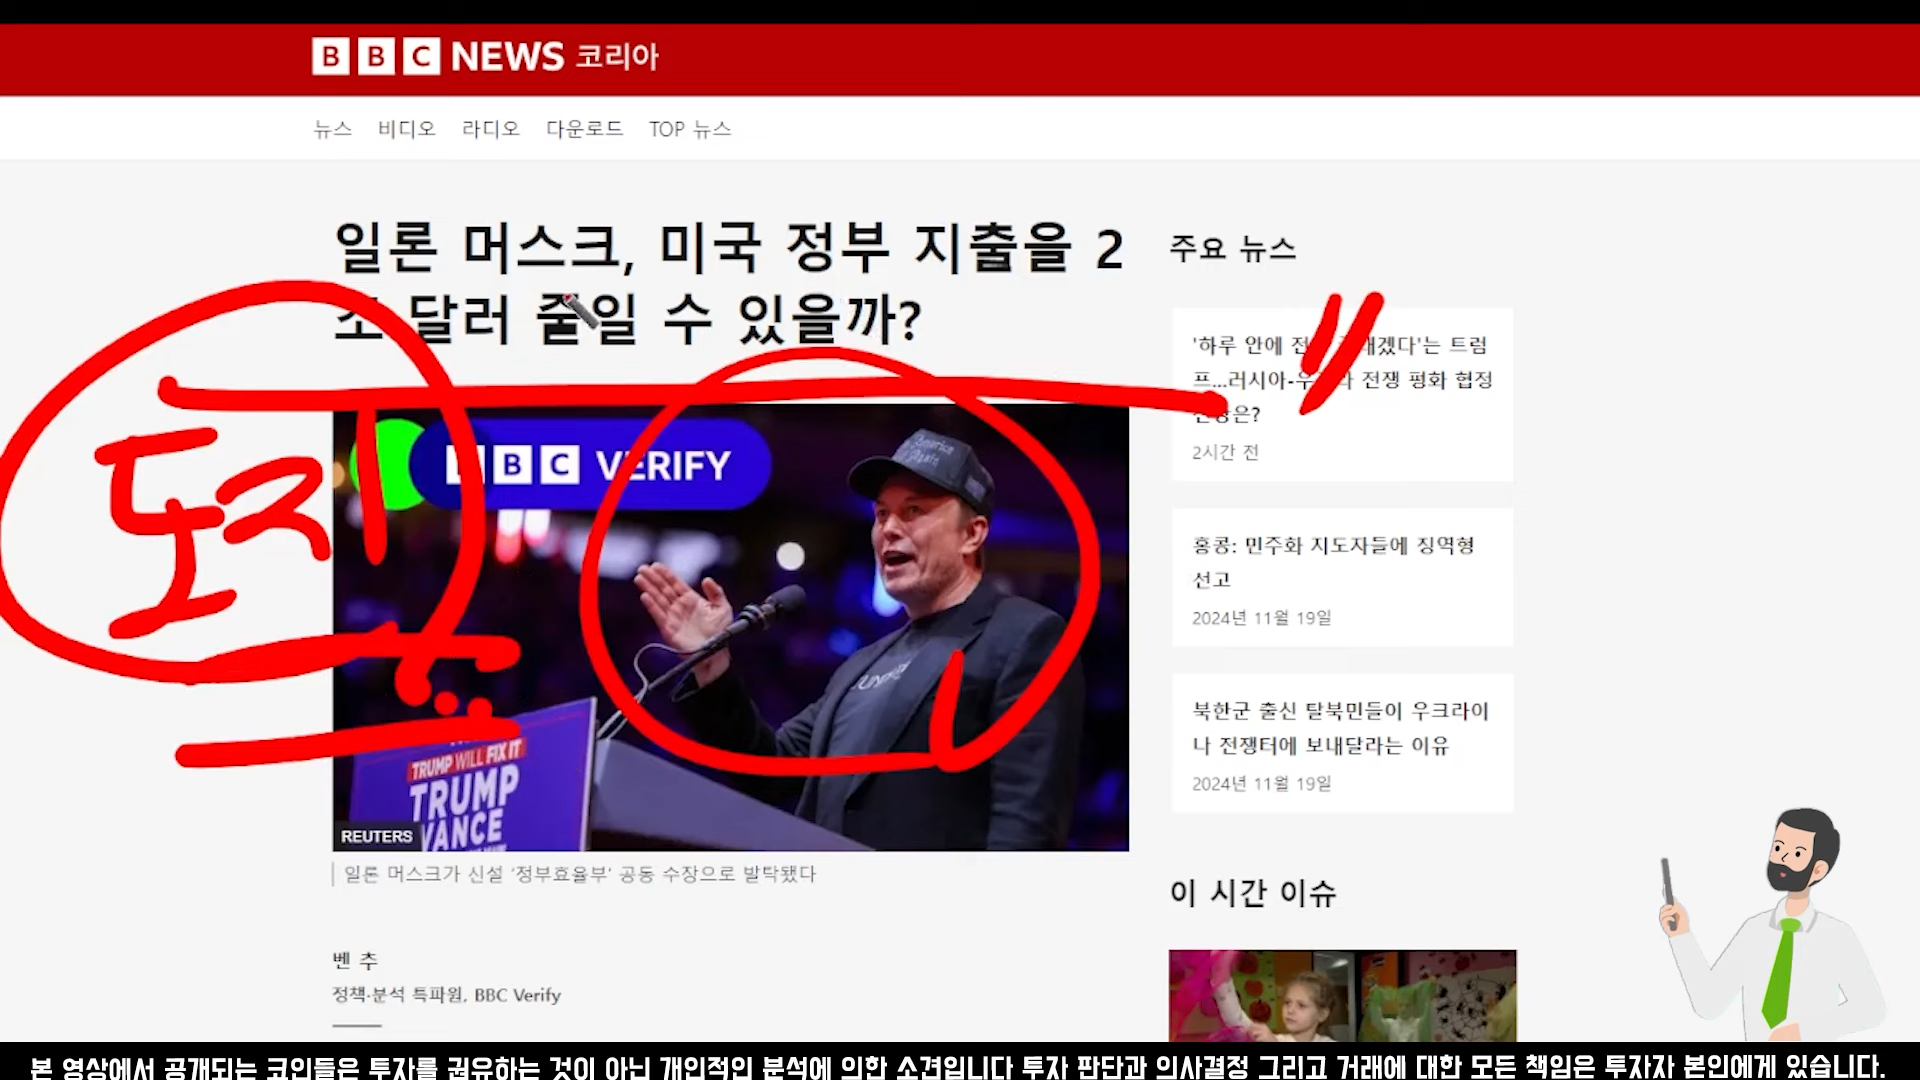 BBC NEWS 코리아
뉴스 비디오 라디오 다운로드 TOP 뉴스
일론 머스크, 미국 정부 지출을 2
조 달러 줄일 수 있을까?
도지
BBC VERIFY
America
Again
TRUMP WILL FIX IT
TRUMP
VANCE
REUTERS
일론 머스크가 신설 ‘정부효율부’ 공동 수장으로 발탁됐다
벤 추
정책·분석 특파원, BBC Verify
주요 뉴스
'하루 안에 전 내겠다'는 트럼
프...러시아-우 전쟁 평화 협정
은?
2시간 전
홍콩: 민주화 지도자들에 징역형
선고
2024년 11월 19일
북한군 출신 탈북민들이 우크라이
나 전쟁터에 보내달라는 이유
2024년 11월 19일
이 시간 이슈
본 영상에서 공개되는 코인들은 투자를 권유하는 것이 아닌 개인적인 분석에 의한 소견입니다 투자 판단과 의사결정 그리고 거래에 대한 모든 책임은 투자자 본인에게 있습니다.